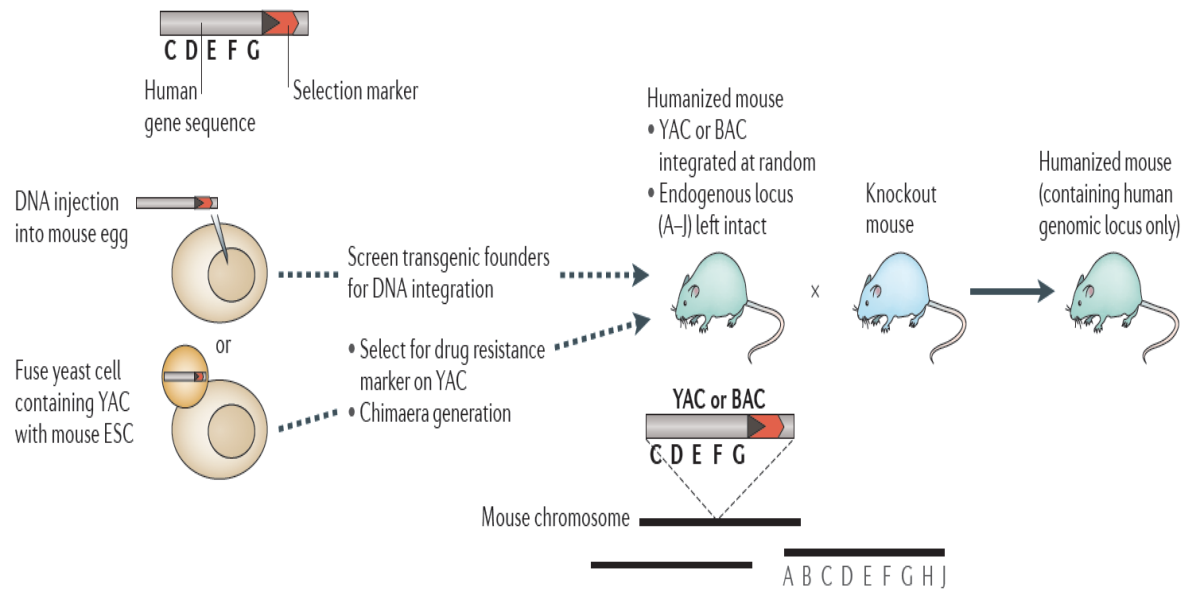 C D E F G
Human
gene sequence
Selection marker
DNA injection
into mouse egg
or
Fuse yeast cell
containing YAC
with mouse ESC
Screen transgenic founders
for DNA integration
• Select for drug resistance
marker on YAC
• Chimaera generation
Humanized mouse
• YAC or BAC
integrated at random
• Endogenous locus
(A–J) left intact
x
Knockout
mouse
Humanized mouse
(containing human
genomic locus only)
YAC or BAC
C D E F G
Mouse chromosome
A B C D E F G H J